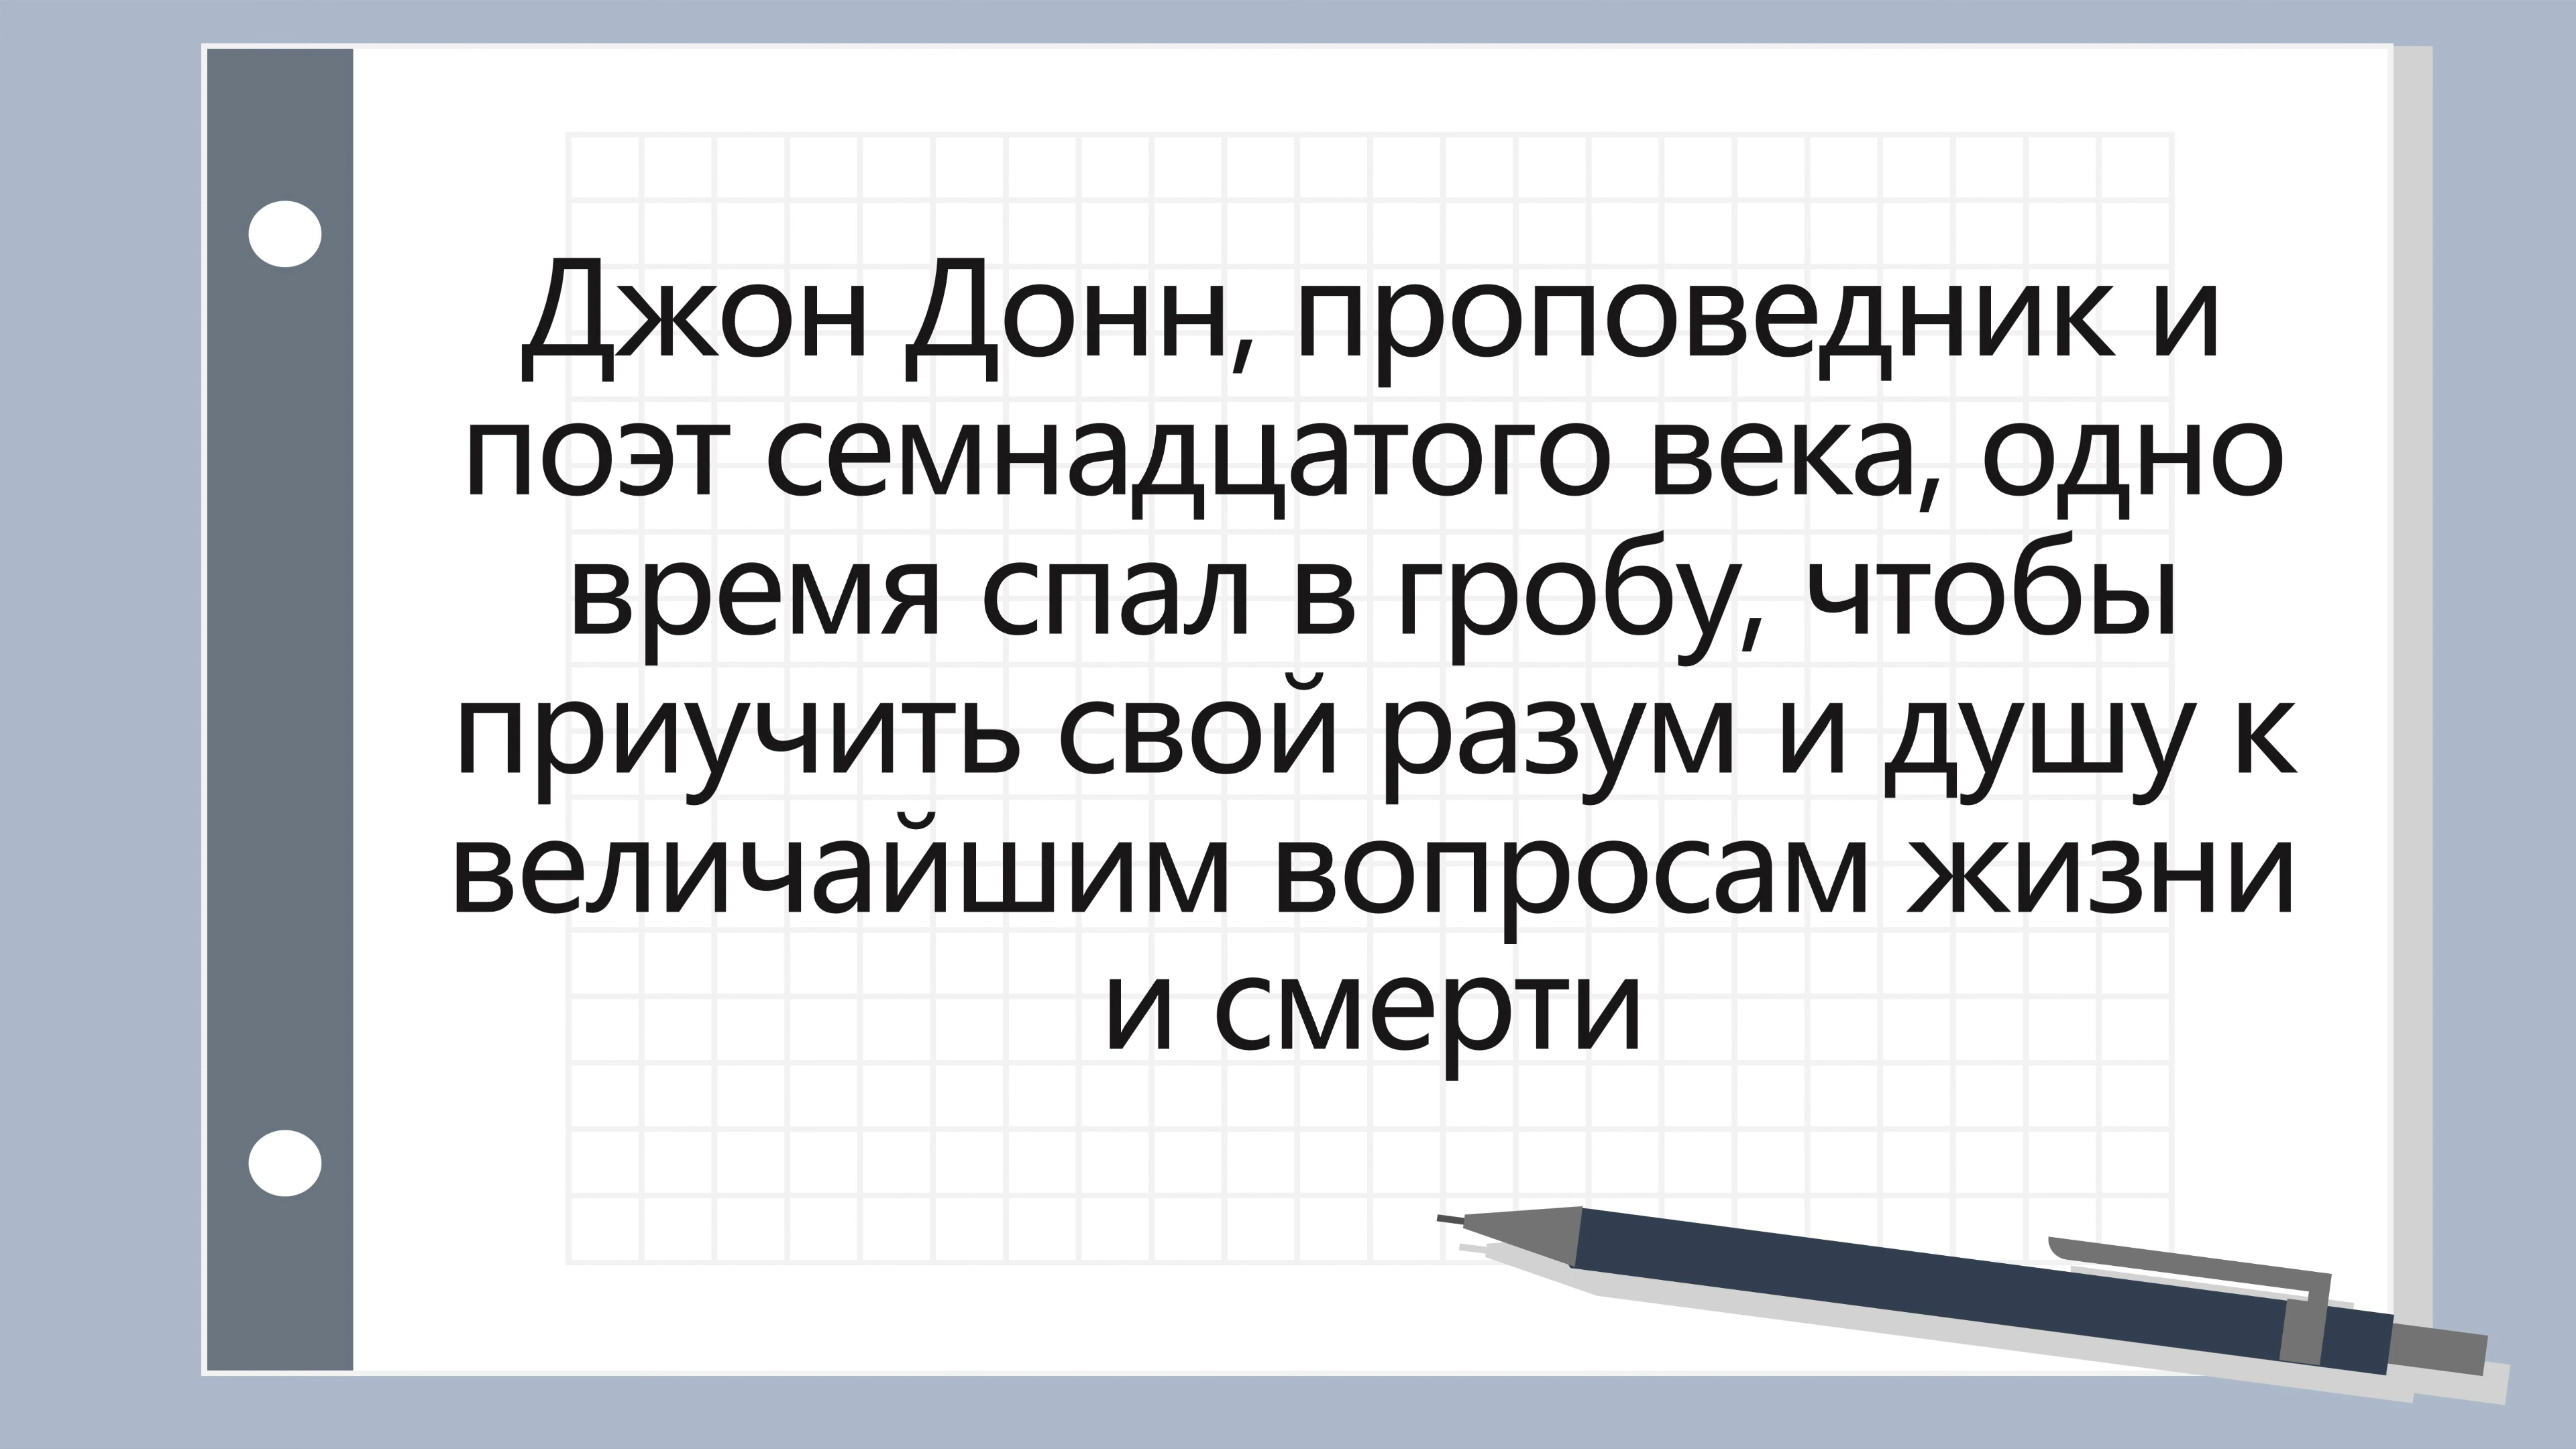 Джон Донн, проповедник и
поэт семнадцатого века, одно
время спал в гробу, чтобы
приучить свой разум и душу к
величайшим вопросам жизни
и смерти